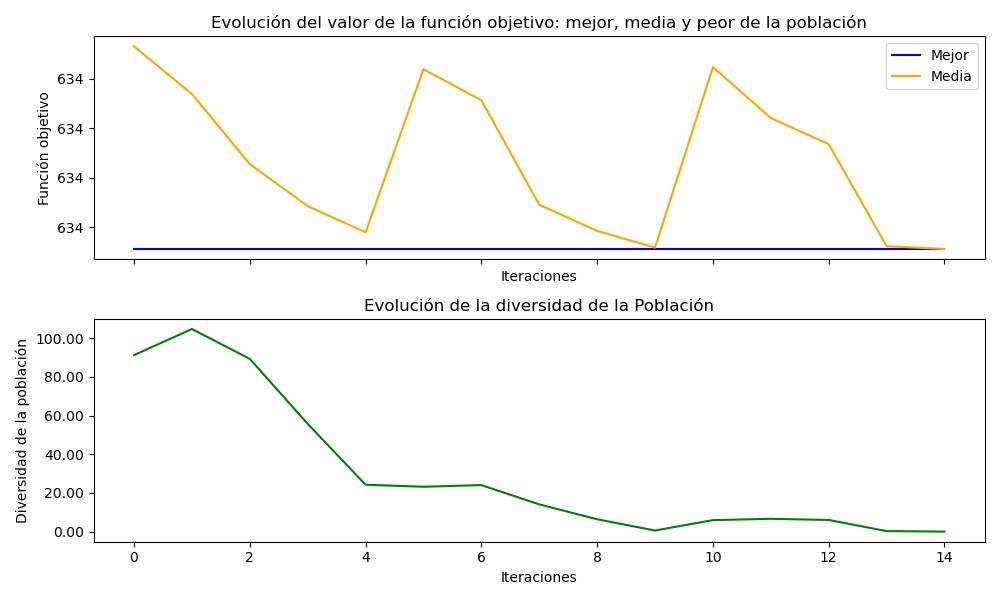 Evolución del valor de la función objetivo: mejor, media y peor de la población
Mejor
Media
634
634
634
634
Función objetivo
Iteraciones
Evolución de la diversidad de la Población
100.00
80.00
60.00
40.00
20.00
0.00
Diversidad de la población
0 2 4 6 8 10 12 14
Iteraciones